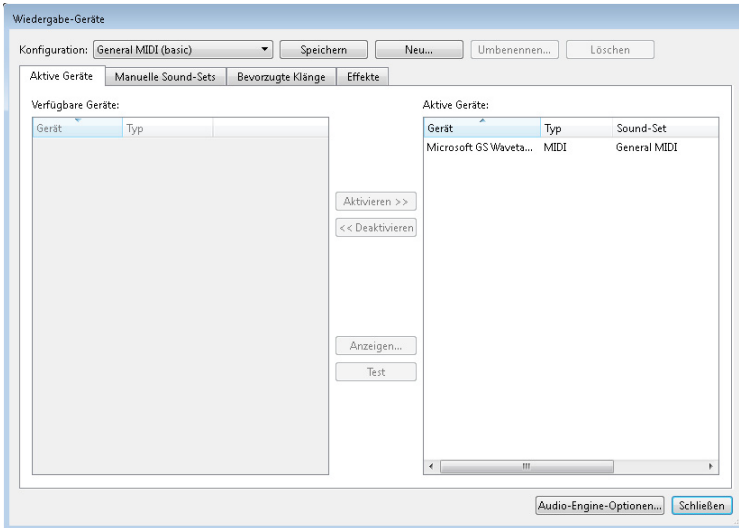 Wiedergabe-Geräte
Konfiguration: General MIDI (basic) Speichern Neu... Umbenennen... Löschen
Aktive Geräte Manuelle Sound-Sets Bevorzugte Klänge Effekte
Verfügbare Geräte: Aktive Geräte:
Gerät Typ Gerät Typ Sound-Set
Microsoft GS Waveta... MIDI General MIDI
Aktivieren >>
<< Deaktivieren
Anzeigen...
Test
Audio-Engine-Optionen... Schließen